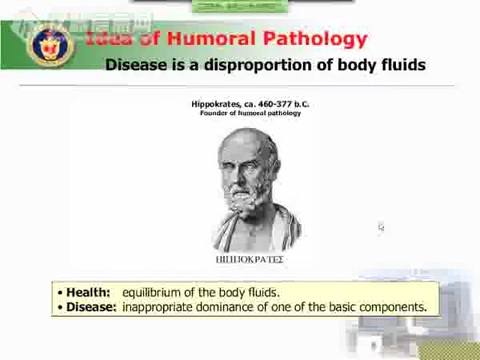 Idea of Humoral Pathology
Disease is a disproportion of body fluids
Hippokrates, ca. 460-377 b.C.
Founder of humoral pathology
ΙΠΠΟΚΡΑΤΕΣ
• Health: equilibrium of the body fluids.
• Disease: inappropriate dominance of one of the basic components.